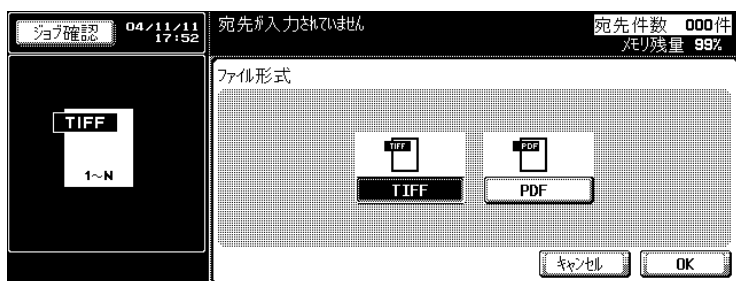 ジョブ確認
04/11/11
17:52
宛先が入力されていません
宛先件数 000件
メモリ残量 99%
TIFF
1～N
ファイル形式
TIFF
PDF
TIFF
PDF
キャンセル
OK